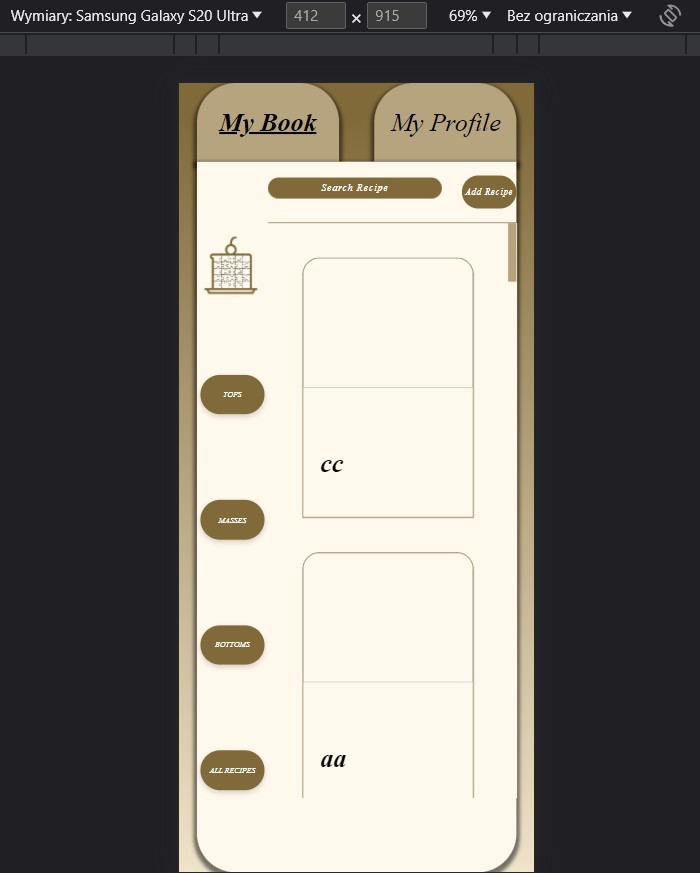 Wymiary: Samsung Galaxy S20 Ultra 412 × 915 69% Bez ograniczania
My Book My Profile
Search Recipe Add Recipe
TOPS
cc
MASSES
BOTTOMS
aa
ALL RECIPES